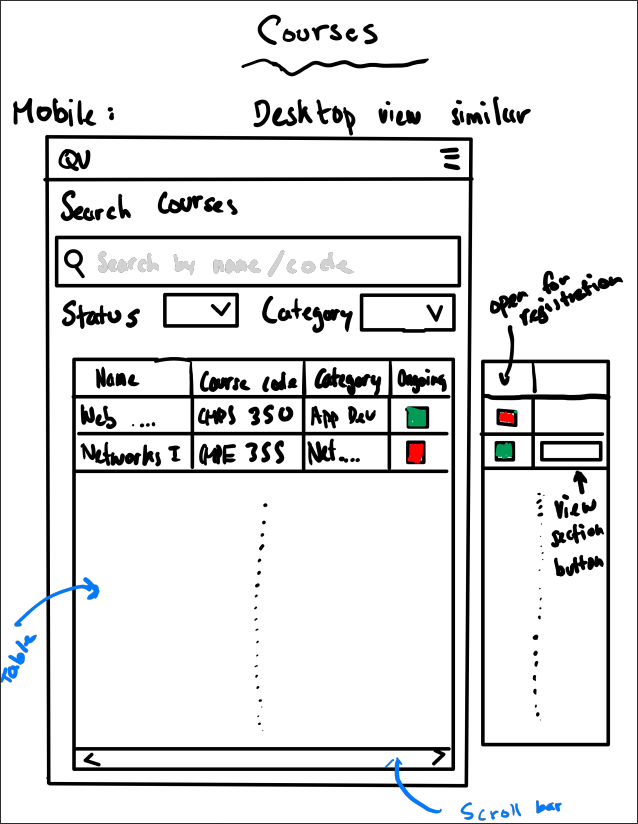 Courses
Mobile: Desktop view similar
QU
Search Courses
Search by name/code
Status Category
open for registration
Name Course code Category Ongoing
Web .... CMPS 350 App Dev
Networks I CMPE 355 Net....
View section button
Table
< >
Scroll bar